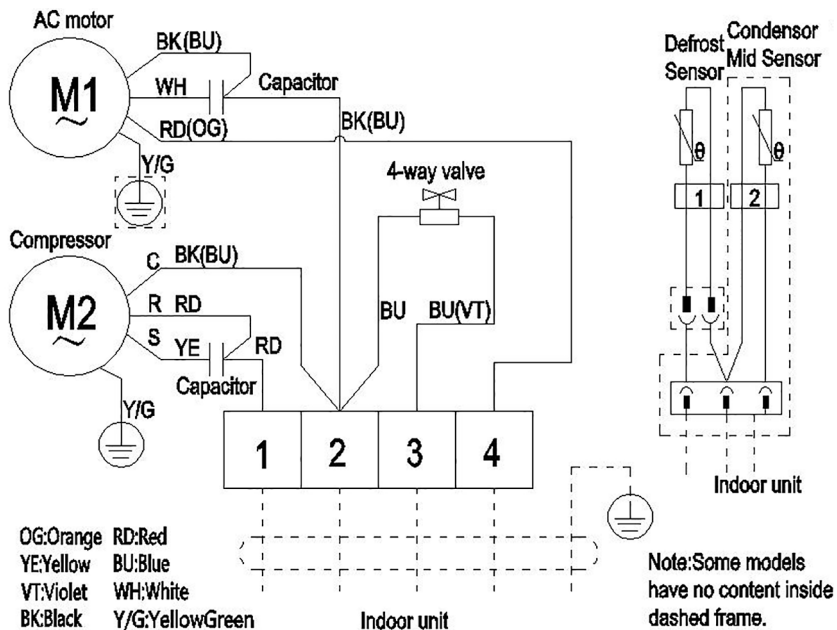 AC motor
M1
~
BK(BU)
WH
Capacitor
RD(OG)
BK(BU)
Y/G
4-way valve
Compressor
M2
~
C BK(BU)
R RD
S YE
RD
Capacitor
Y/G
BU
BU(VT)
1 2 3 4
Defrost
Sensor
Condensor
Mid Sensor
θ
θ
1 2
Indoor unit
OG:Orange RD:Red
YE:Yellow BU:Blue
VT:Violet WH:White
BK:Black Y/G:YellowGreen
Indoor unit
Note:Some models
have no content inside
dashed frame.